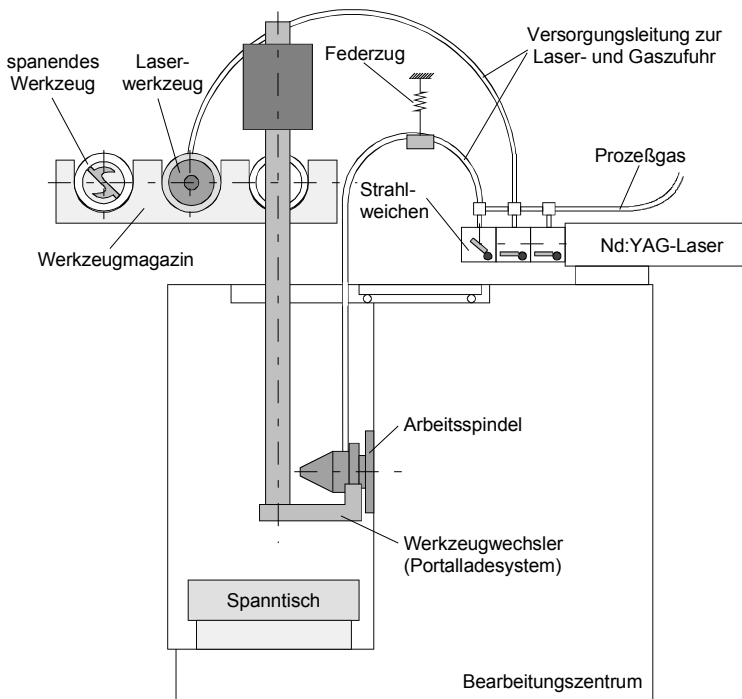 spanendes
Werkzeug
Laser-
werkzeug
Federzug
Versorgungsleitung zur
Laser- und Gaszufuhr
Prozeßgas
Strahl-
weichen
Nd:YAG-Laser
Werkzeugmagazin
Arbeitsspindel
Werkzeugwechsler
(Portalladesystem)
Spanntisch
Bearbeitungszentrum